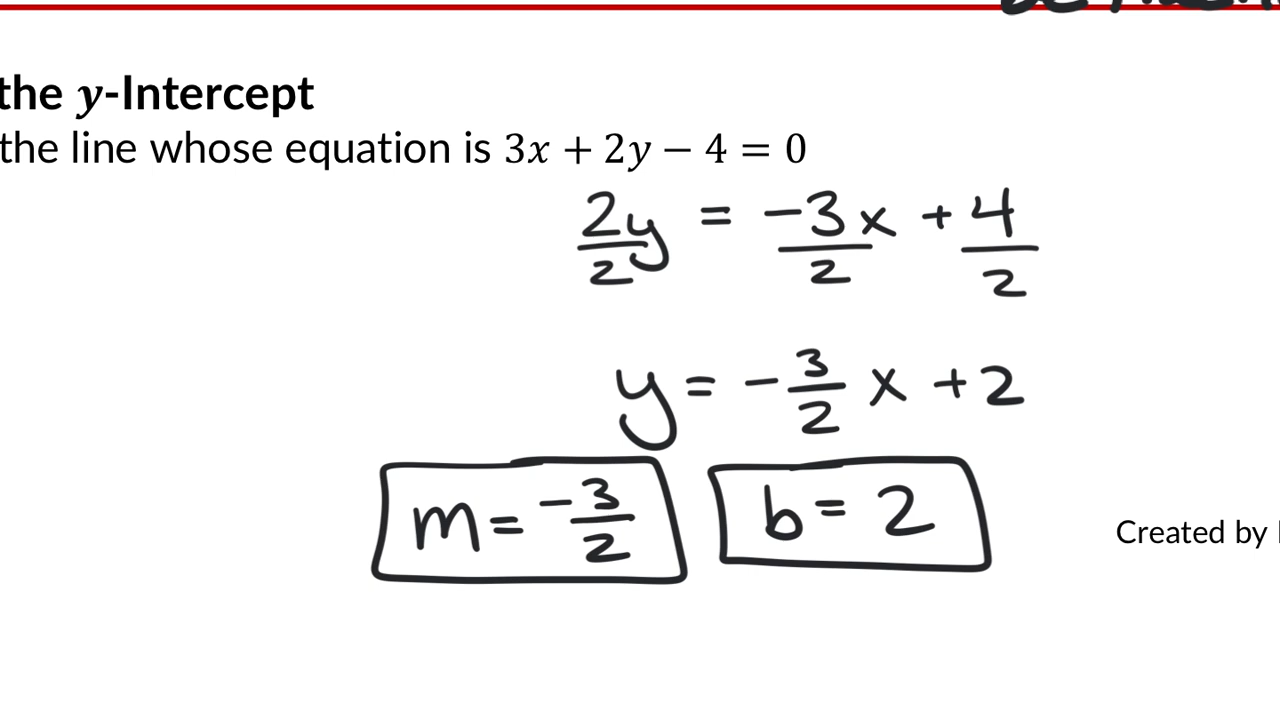 the y-Intercept
the line whose equation is 3x + 2y − 4 = 0
2y/2 = -3x/2 + 4/2
y = -3/2 x + 2
m = -3/2 b = 2
Created by